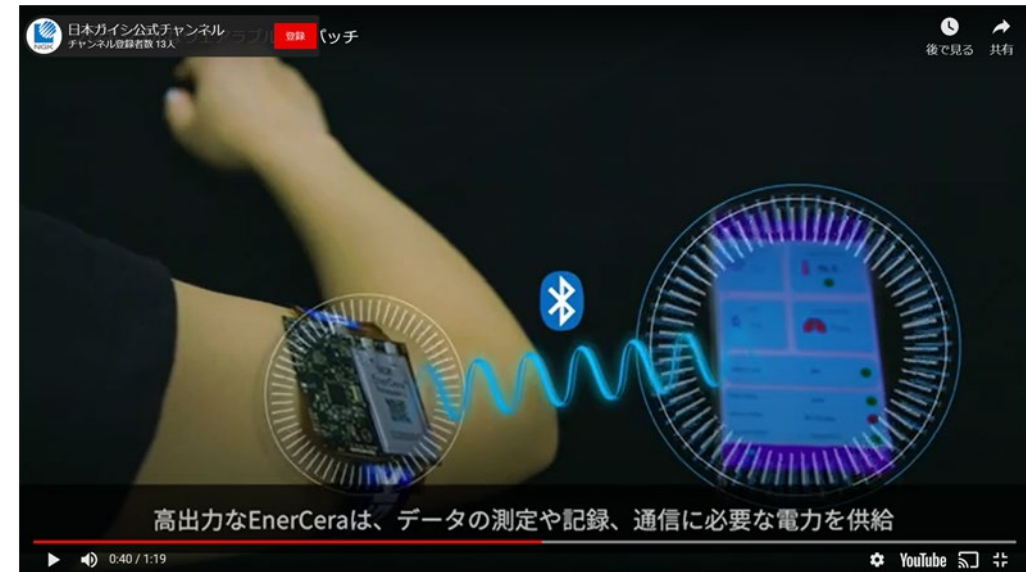 日本ガイシ公式チャンネル
チャンネル登録者数 13人
登録
パッチ
後で見る
共有
NGK
EnerCera
高出力なEnerCeraは、データの測定や記録、通信に必要な電力を供給
0:40 / 1:19
YouTube